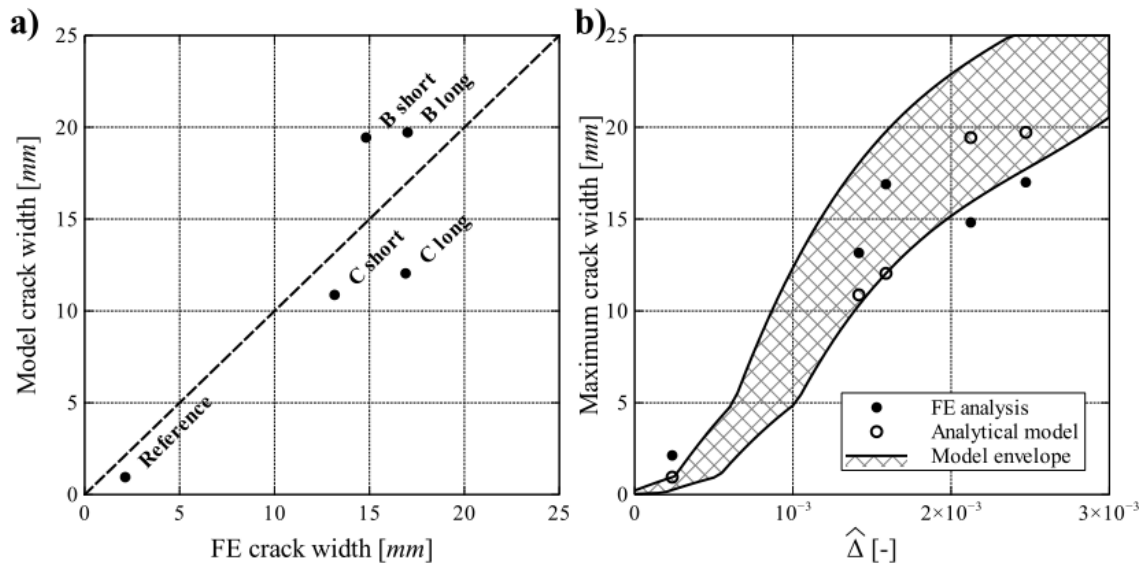 a)
Model crack width [mm]
25
20
15
10
5
0
B short
B long
C short
C long
Reference
0
5
10
15
20
25
FE crack width [mm]
b)
Maximum crack width [mm]
25
20
15
10
5
0
FE analysis
Analytical model
Model envelope
0
10⁻³
2×10⁻³
3×10⁻³
Δ̂ [-]